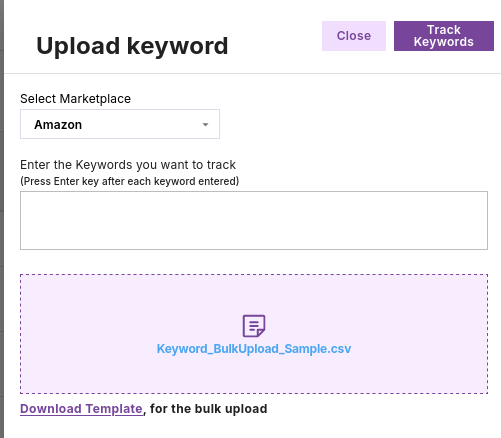 Upload keyword
Close
Track
Keywords
Select Marketplace
Amazon
Enter the Keywords you want to track
(Press Enter key after each keyword entered)
Keyword_BulkUpload_Sample.csv
Download Template, for the bulk upload